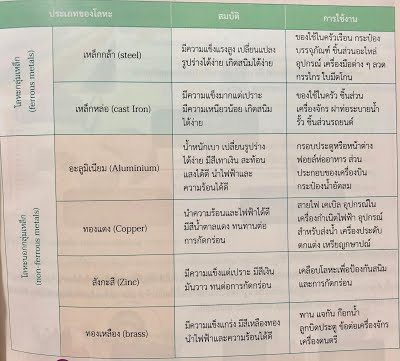 ประเภทของโลหะ
สมบัติ
การใช้งาน
โลหะกลุ่มเหล็ก
(ferrous metals)
เหล็กกล้า (steel)
มีความแข็งแรงสูง เปลี่ยนแปลง
รูปร่างได้ง่าย เกิดสนิมได้ง่าย
ของใช้ในครัวเรือน กระป๋อง
บรรจุภัณฑ์ ชิ้นส่วนอะไหล่
อุปกรณ์ เครื่องมือต่าง ๆ ลวด
กรรไกร ใบมีดโกน
เหล็กหล่อ (cast Iron)
มีความแข็งมากแต่เปราะ
มีความเหนียวน้อย เกิดสนิม
ได้ง่าย
ของใช้ในครัว ชิ้นส่วน
เครื่องจักร ฝาท่อระบายน้ำ
รั้ว ชิ้นส่วนรถยนต์
โลหะนอกกลุ่มเหล็ก
(non-ferrous metals)
อะลูมิเนียม (Aluminium)
น้ำหนักเบา เปลี่ยนรูปร่าง
ได้ง่าย มีสีเทาเงิน สะท้อน
แสงได้ดี นำไฟฟ้าและ
ความร้อนได้ดี
กรอบประตูหรือหน้าต่าง
ฟอยล์ห่ออาหาร ส่วน
ประกอบของเครื่องบิน
กระป๋องน้ำอัดลม
ทองแดง (Copper)
นำความร้อนและไฟฟ้าได้ดี
มีสีน้ำตาลแดง ทนทานต่อ
การกัดกร่อน
สายไฟ เคเบิล อุปกรณ์ใน
เครื่องกำเนิดไฟฟ้า อุปกรณ์
สำหรับส่งน้ำ เครื่องประดับ
ตกแต่ง เหรียญกษาปณ์
สังกะสี (Zinc)
มีความแข็งแต่เปราะ มีสีเงิน
มันวาว ทนต่อการกัดกร่อน
เคลือบโลหะเพื่อป้องกันสนิม
และการกัดกร่อน
ทองเหลือง (brass)
มีความแข็งแกร่ง มีสีเหลืองทอง
นำไฟฟ้าและความร้อนได้ดี
พาน แจกัน ก๊อกน้ำ
ลูกบิดประตู ข้อต่อเครื่องจักร
เครื่องดนตรี